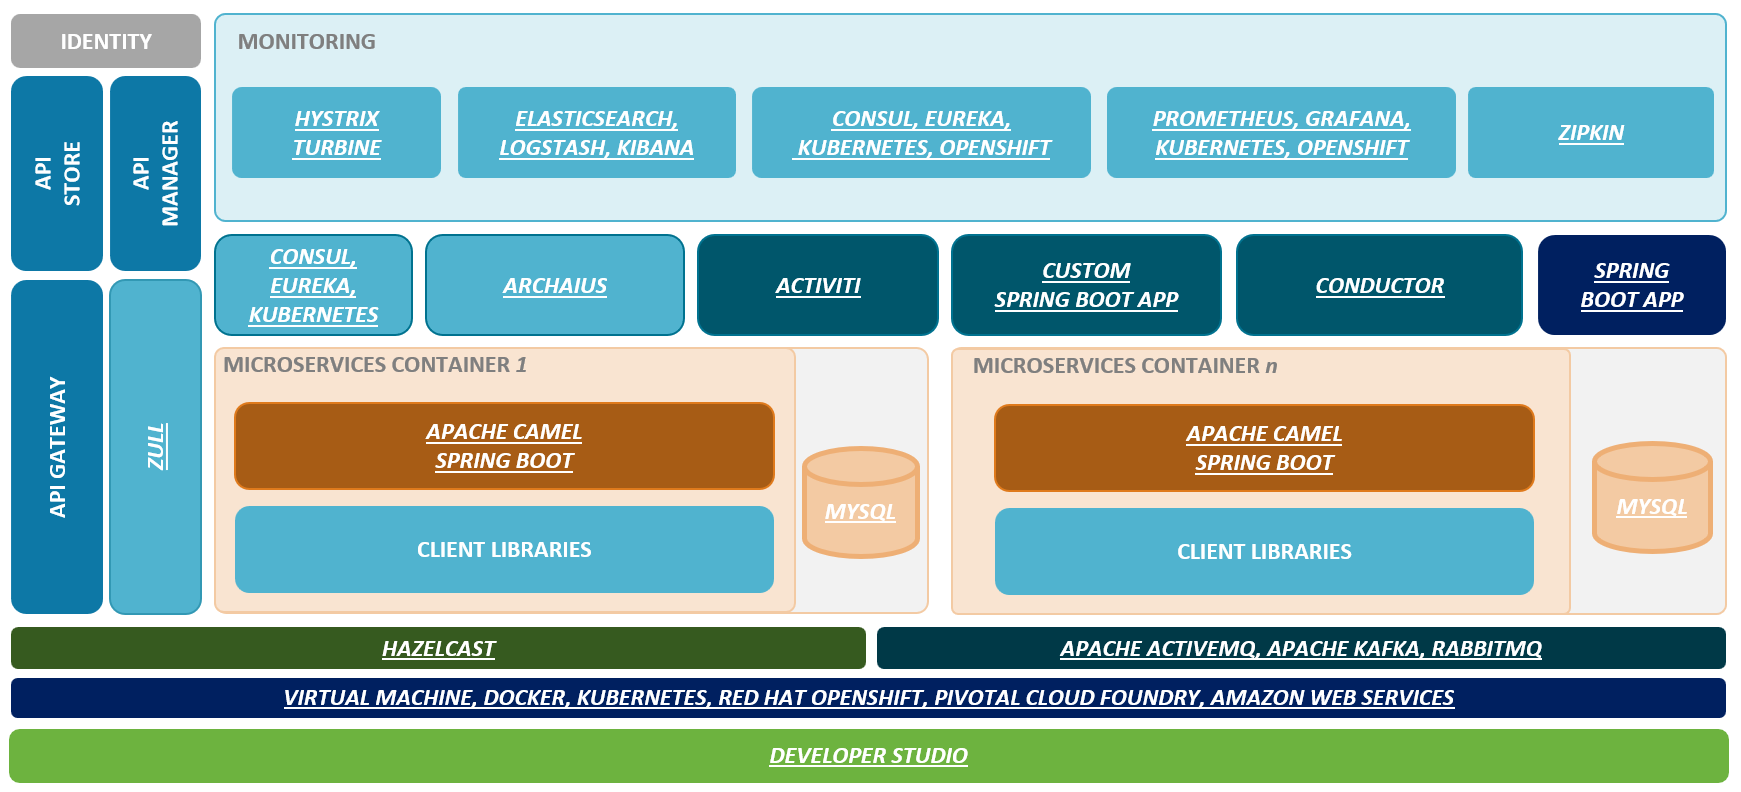 IDENTITY
MONITORING
API
STORE
API
MANAGER
HYSTRIX
TURBINE
ELASTICSEARCH,
LOGSTASH, KIBANA
CONSUL, EUREKA,
KUBERNETES, OPENSHIFT
PROMETHEUS, GRAFANA,
KUBERNETES, OPENSHIFT
ZIPKIN
CONSUL,
EUREKA,
KUBERNETES
ARCHAIUS
ACTIVITI
CUSTOM
SPRING BOOT APP
CONDUCTOR
SPRING
BOOT APP
API GATEWAY
ZULL
MICROSERVICES CONTAINER 1
APACHE CAMEL
SPRING BOOT
CLIENT LIBRARIES
MYSQL
MICROSERVICES CONTAINER n
APACHE CAMEL
SPRING BOOT
CLIENT LIBRARIES
MYSQL
HAZELCAST
APACHE ACTIVEMQ, APACHE KAFKA, RABBITMQ
VIRTUAL MACHINE, DOCKER, KUBERNETES, RED HAT OPENSHIFT, PIVOTAL CLOUD FOUNDRY, AMAZON WEB SERVICES
DEVELOPER STUDIO